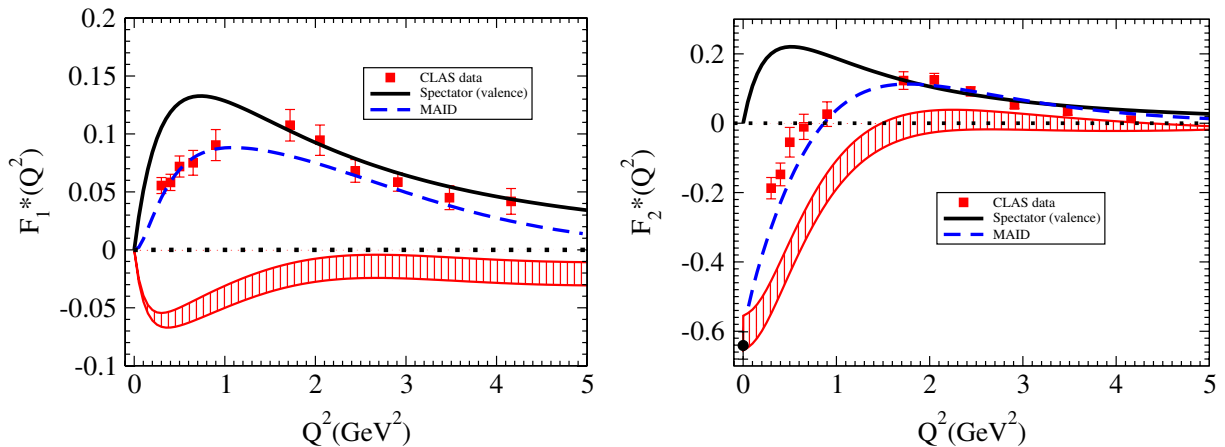 0.2
0.15
0.1
0.05
0
-0.05
-0.1
F1*(Q2)
CLAS data
Spectator (valence)
MAID
0 1 2 3 4 5
Q2(GeV2)
0.2
0
-0.2
-0.4
-0.6
F2*(Q2)
CLAS data
Spectator (valence)
MAID
0 1 2 3 4 5
Q2(GeV2)